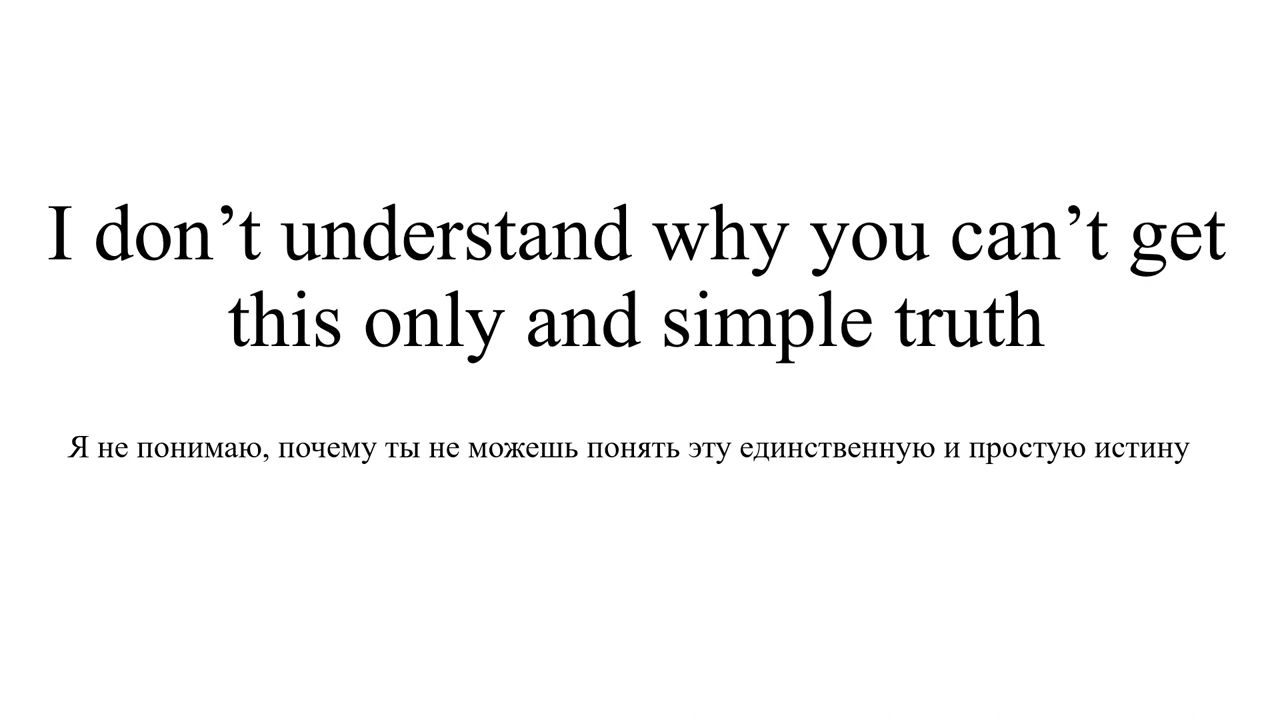 I don’t understand why you can’t get
this only and simple truth
Я не понимаю, почему ты не можешь понять эту единственную и простую истину